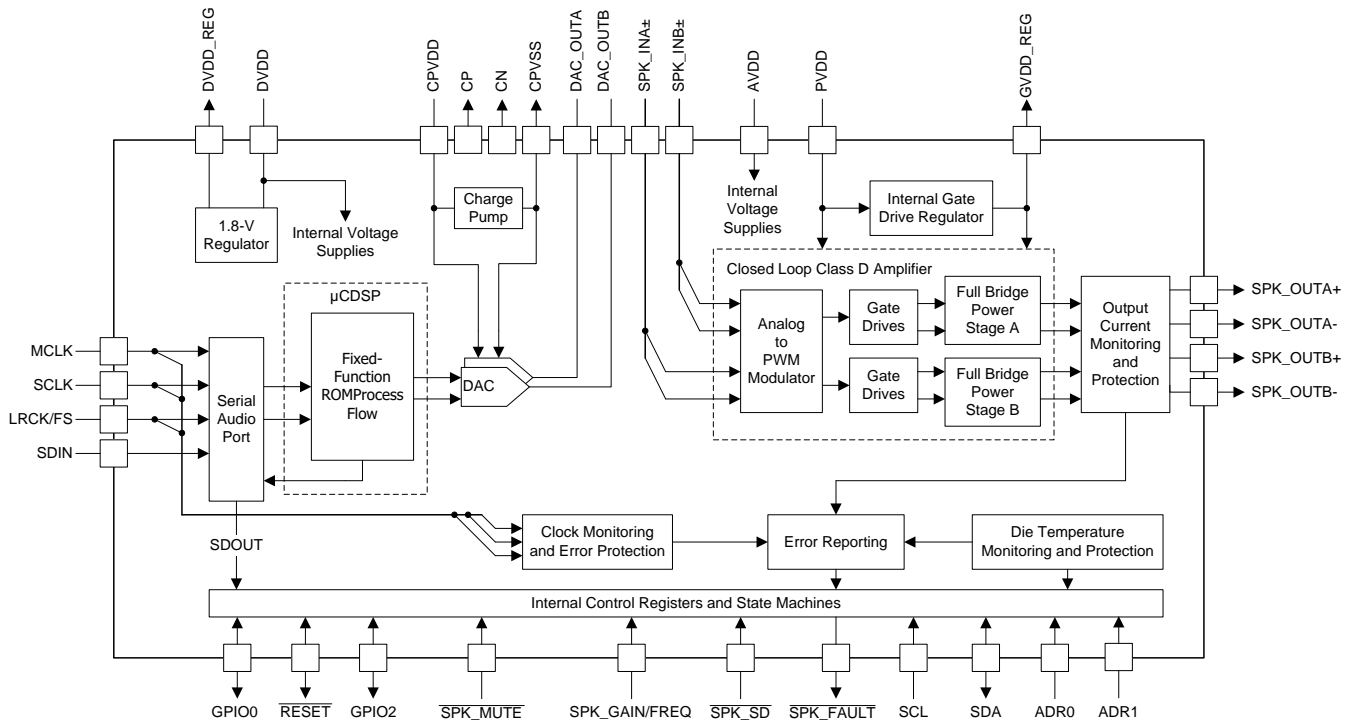 DVDD_REG
DVDD
CPVDD
CP
CN
CPVSS
DAC_OUTA
DAC_OUTB
SPK_INA±
SPK_INB±
AVDD
PVDD
GVDD_REG
1.8-V
Regulator
Internal Voltage
Supplies
Charge
Pump
Internal
Voltage
Supplies
Internal Gate
Drive Regulator
Closed Loop Class D Amplifier
µCDSP
MCLK
SCLK
LRCK/FS
SDIN
Serial
Audio
Port
Fixed-
Function
ROMProcess
Flow
DAC
Analog
to
PWM
Modulator
Gate
Drives
Full Bridge
Power
Stage A
Gate
Drives
Full Bridge
Power
Stage B
Output
Current
Monitoring
and
Protection
SPK_OUTA+
SPK_OUTA-
SPK_OUTB+
SPK_OUTB-
SDOUT
Clock Monitoring
and Error Protection
Error Reporting
Die Temperature
Monitoring and Protection
Internal Control Registers and State Machines
GPIO0
RESET
GPIO2
SPK_MUTE
SPK_GAIN/FREQ
SPK_SD
SPK_FAULT
SCL
SDA
ADR0
ADR1